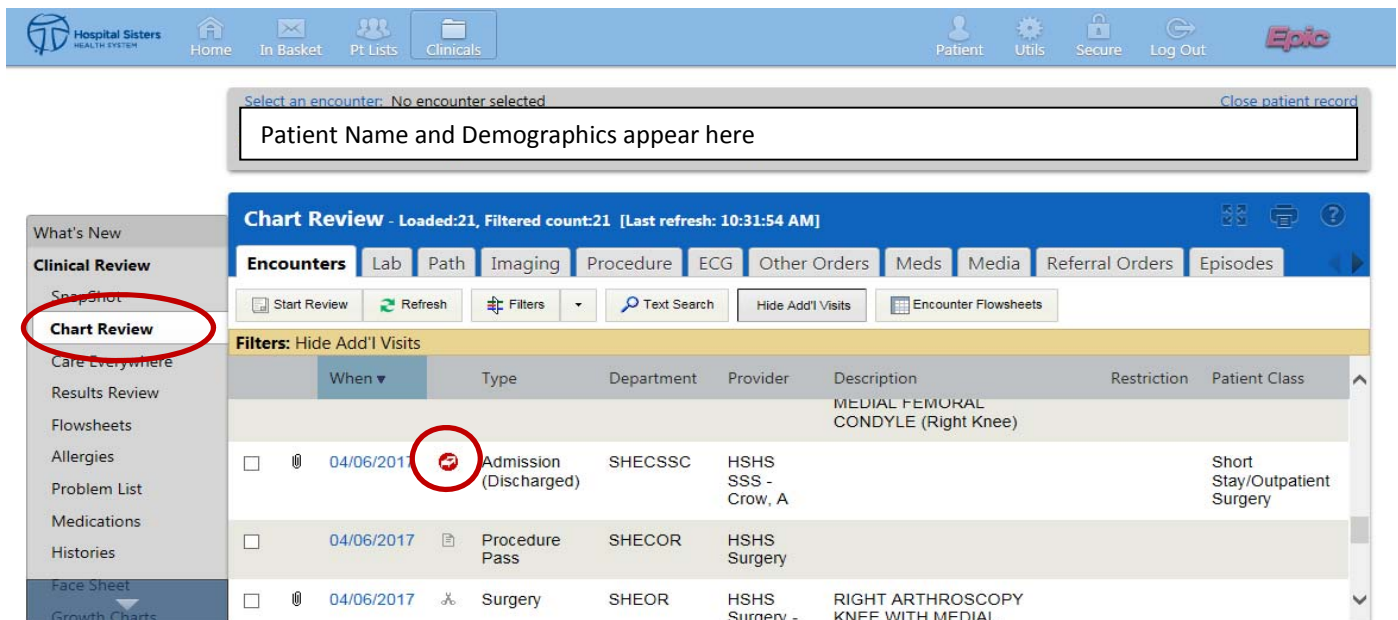 Hospital Sisters
HEALTH SYSTEM
Home In Basket Pt Lists Clinicals Patient Utils Secure Log Out Epic
Select an encounter: No encounter selected Close patient record
Patient Name and Demographics appear here
Chart Review - Loaded:21, Filtered count:21 [Last refresh: 10:31:54 AM]
Encounters Lab Path Imaging Procedure ECG Other Orders Meds Media Referral Orders Episodes
Start Review Refresh Filters Text Search Hide Add'l Visits Encounter Flowsheets
Filters: Hide Add'l Visits
When Type Department Provider Description Restriction Patient Class
MEDIAL FEMORAL
CONDYLE (Right Knee)
04/06/2017 Admission SHECSSC HSHS Short
(Discharged) SSS - Stay/Outpatient
Crow, A Surgery
04/06/2017 Procedure SHECOR HSHS
Pass Surgery
04/06/2017 Surgery SHEOR HSHS RIGHT ARTHROSCOPY
Surgery - KNEE WITH MEDIAL
What's New
Clinical Review
SnapShot
Chart Review
Care Everywhere
Results Review
Flowsheets
Allergies
Problem List
Medications
Histories
Face Sheet
Growth Charts